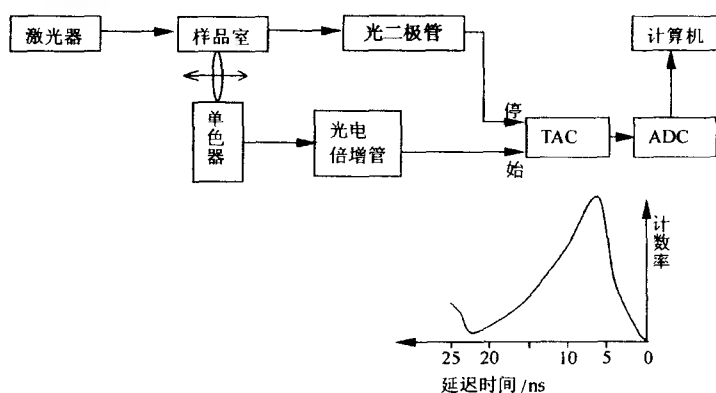 激光器
样品室
光二极管
计算机
单色器
光电
倍增管
停
始
TAC
ADC
计数率
25 20 10 5 0
延迟时间/ns